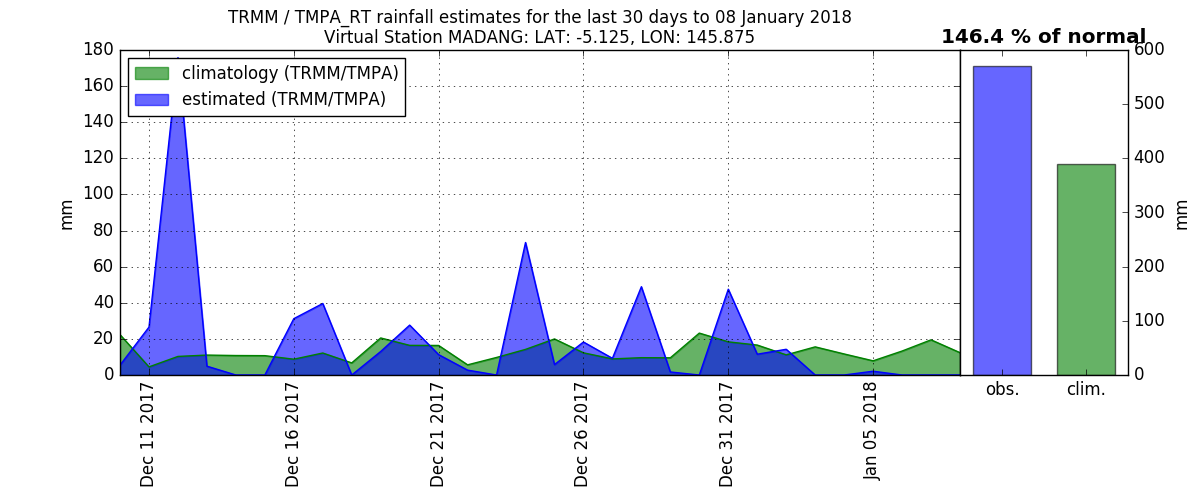 TRMM / TMPA_RT rainfall estimates for the last 30 days to 08 January 2018
Virtual Station MADANG: LAT: -5.125, LON: 145.875
146.4 % of normal
climatology (TRMM/TMPA)
estimated (TRMM/TMPA)
180
160
140
120
100
80
60
40
20
0
mm
Dec 11 2017
Dec 16 2017
Dec 21 2017
Dec 26 2017
Dec 31 2017
Jan 05 2018
600
500
400
300
200
100
0
mm
obs.
clim.